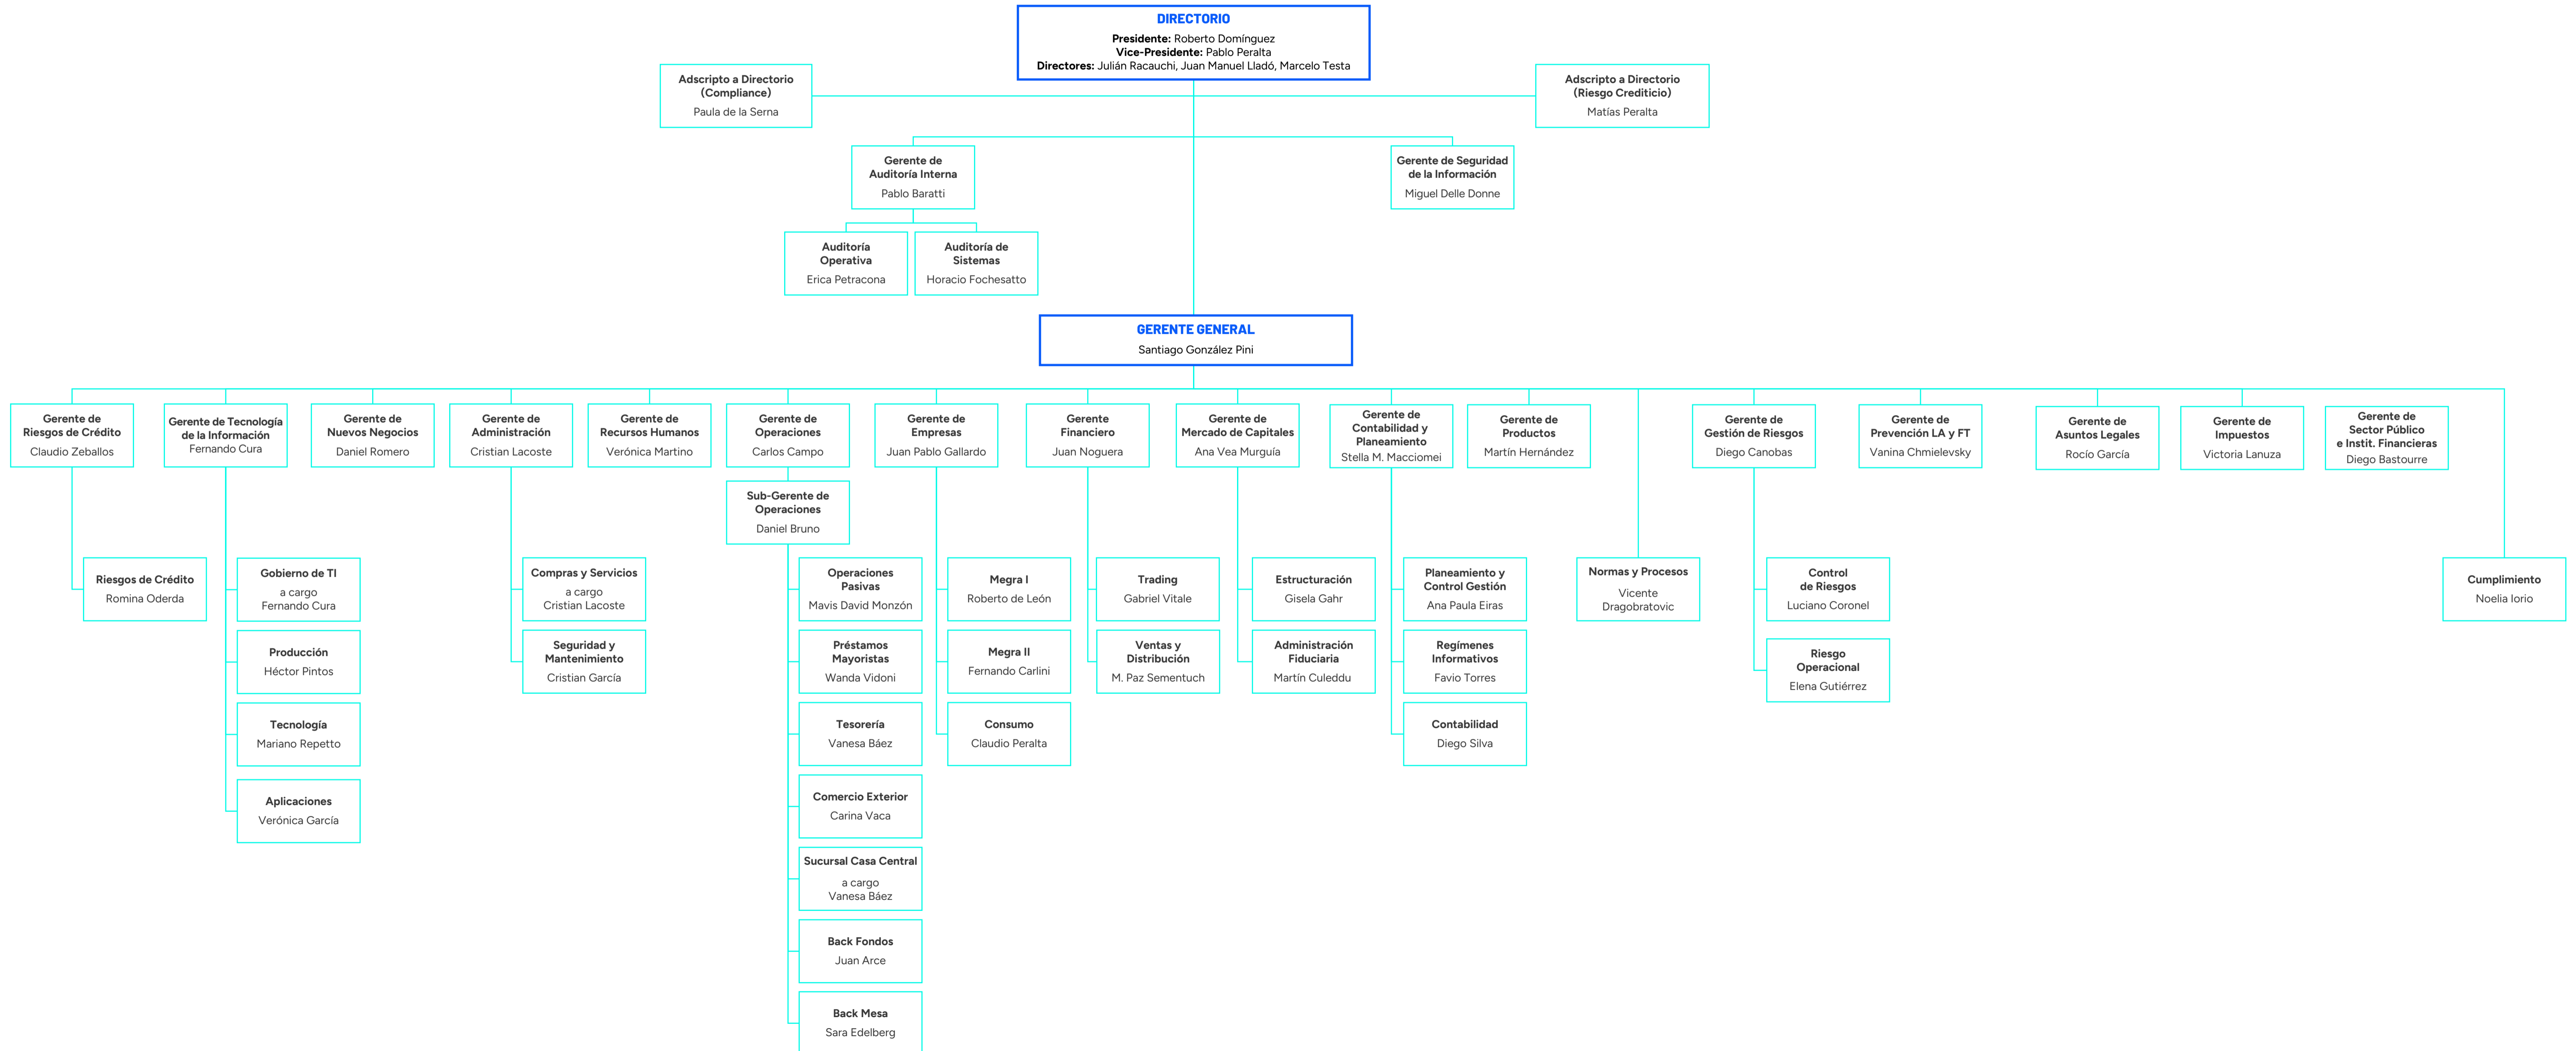 DIRECTORIO
Presidente: Roberto Domínguez
Vice-Presidente: Pablo Peralta
Directores: Julián Racauchi, Juan Manuel Lladó, Marcelo Testa
Adscripto a Directorio
(Compliance)
Paula de la Serna
Adscripto a Directorio
(Riesgo Crediticio)
Matías Peralta
Gerente de
Auditoría Interna
Pablo Baratti
Gerente de Seguridad
de la Información
Miguel Delle Donne
Auditoría
Operativa
Erica Petracona
Auditoría de
Sistemas
Horacio Fochesatto
GERENTE GENERAL
Santiago González Pini
Gerente de
Riesgos de Crédito
Claudio Zeballos
Gerente de Tecnología
de la Información
Fernando Cura
Gerente de
Nuevos Negocios
Daniel Romero
Gerente de
Administración
Cristian Lacoste
Gerente de
Recursos Humanos
Verónica Martino
Gerente de
Operaciones
Carlos Campo
Gerente de
Empresas
Juan Pablo Gallardo
Gerente
Financiero
Juan Noguera
Gerente de
Mercado de Capitales
Ana Vea Murguía
Gerente de
Contabilidad y
Planeamiento
Stella M. Macciomei
Gerente de
Productos
Martín Hernández
Gerente de
Gestión de Riesgos
Diego Canobas
Gerente de
Prevención LA y FT
Vanina Chmielevsky
Gerente de
Asuntos Legales
Rocío García
Gerente de
Impuestos
Victoria Lanuza
Gerente de
Sector Público
e Instit. Financieras
Diego Bastourre
Sub-Gerente de
Operaciones
Daniel Bruno
Riesgos de Crédito
Romina Oderda
Gobierno de TI
a cargo
Fernando Cura
Producción
Héctor Pintos
Tecnología
Mariano Repetto
Aplicaciones
Verónica García
Compras y Servicios
a cargo
Cristian Lacoste
Seguridad y
Mantenimiento
Cristian García
Operaciones
Pasivas
Mavis David Monzón
Préstamos
Mayoristas
Wanda Vidoni
Tesorería
Vanesa Báez
Comercio Exterior
Carina Vaca
Sucursal Casa Central
a cargo
Vanesa Báez
Back Fondos
Juan Arce
Back Mesa
Sara Edelberg
Megra I
Roberto de León
Megra II
Fernando Carlini
Consumo
Claudio Peralta
Trading
Gabriel Vitale
Ventas y
Distribución
M. Paz Sementuch
Estructuración
Gisela Gahr
Administración
Fiduciaria
Martín Culeddu
Planeamiento y
Control Gestión
Ana Paula Eiras
Regímenes
Informativos
Favio Torres
Contabilidad
Diego Silva
Normas y Procesos
Vicente
Dragobratovic
Control
de Riesgos
Luciano Coronel
Riesgo
Operacional
Elena Gutiérrez
Cumplimiento
Noelia Iorio